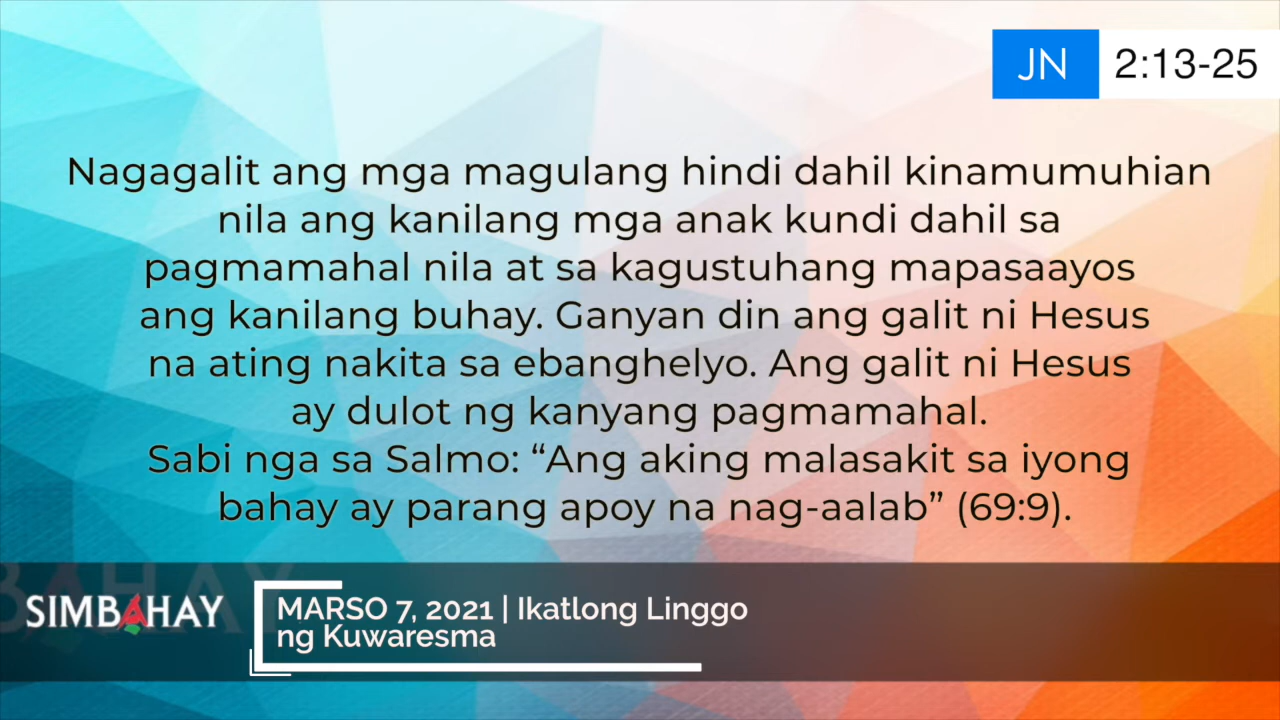 JN 2:13-25
Nagagalit ang mga magulang hindi dahil kinamumuhian
nila ang kanilang mga anak kundi dahil sa
pagmamahal nila at sa kagustuhang mapasaayos
ang kanilang buhay. Ganyan din ang galit ni Hesus
na ating nakita sa ebanghelyo. Ang galit ni Hesus
ay dulot ng kanyang pagmamahal.
Sabi nga sa Salmo: “Ang aking malasakit sa iyong
bahay ay parang apoy na nag-aalab” (69:9).
SIMBAHAY
MARSO 7, 2021 | Ikatlong Linggo
ng Kuwaresma